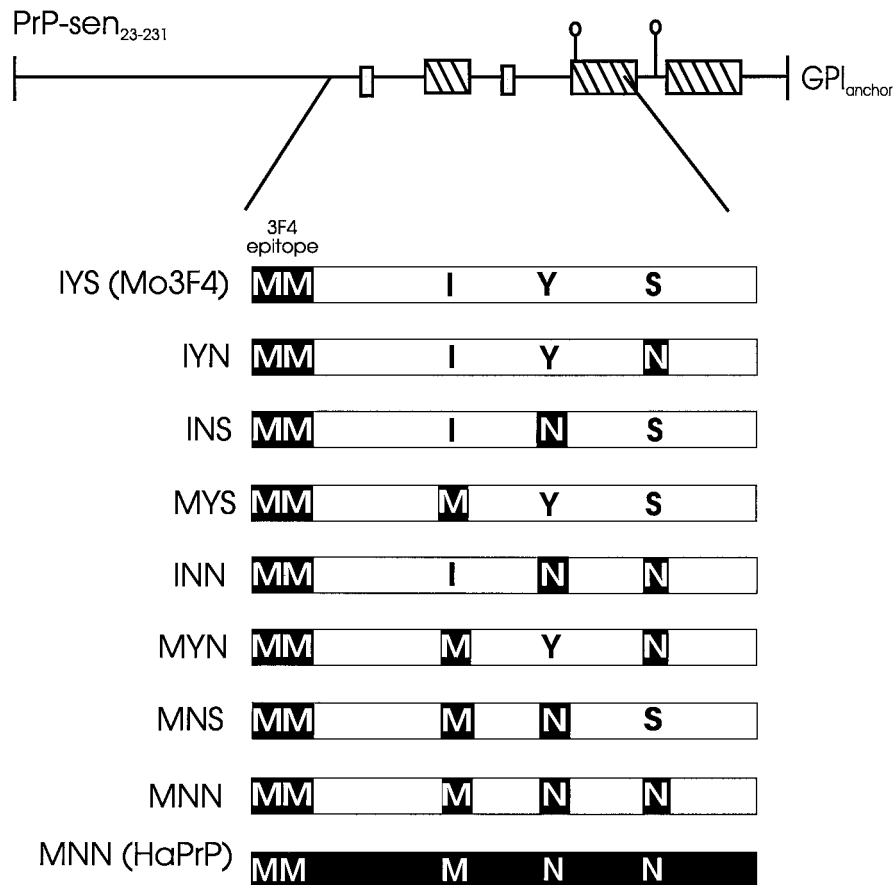 PrP-sen23-231
GPIanchor
3F4
epitope
IYS (Mo3F4) MM I Y S
IYN MM I Y N
INS MM I N S
MYS MM M Y S
INN MM I N N
MYN MM M Y N
MNS MM M N S
MNN MM M N N
MNN (HaPrP) MM M N N